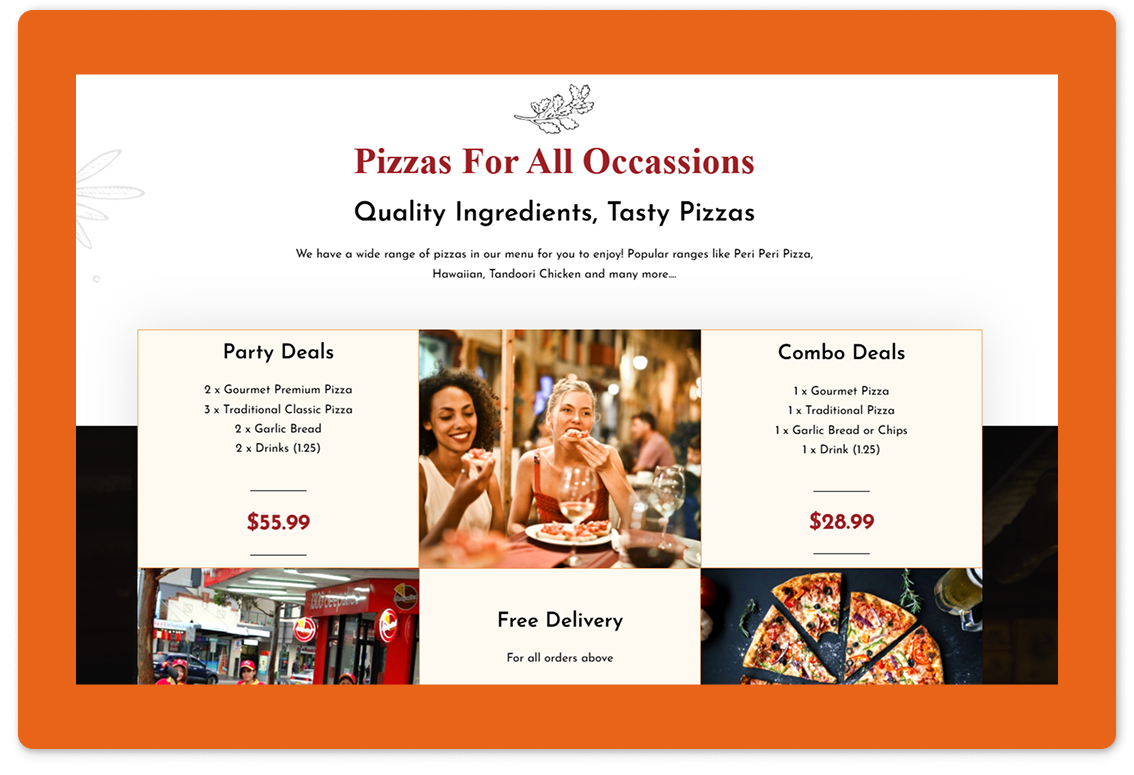 Pizzas For All Occassions
Quality Ingredients, Tasty Pizzas
We have a wide range of pizzas in our menu for you to enjoy! Popular ranges like Peri Peri Pizza,
Hawaiian, Tandoori Chicken and many more....
Party Deals
2 x Gourmet Premium Pizza
3 x Traditional Classic Pizza
2 x Garlic Bread
2 x Drinks (1.25)
$55.99
Combo Deals
1 x Gourmet Pizza
1 x Traditional Pizza
1 x Garlic Bread or Chips
1 x Drink (1.25)
$28.99
Free Delivery
For all orders above